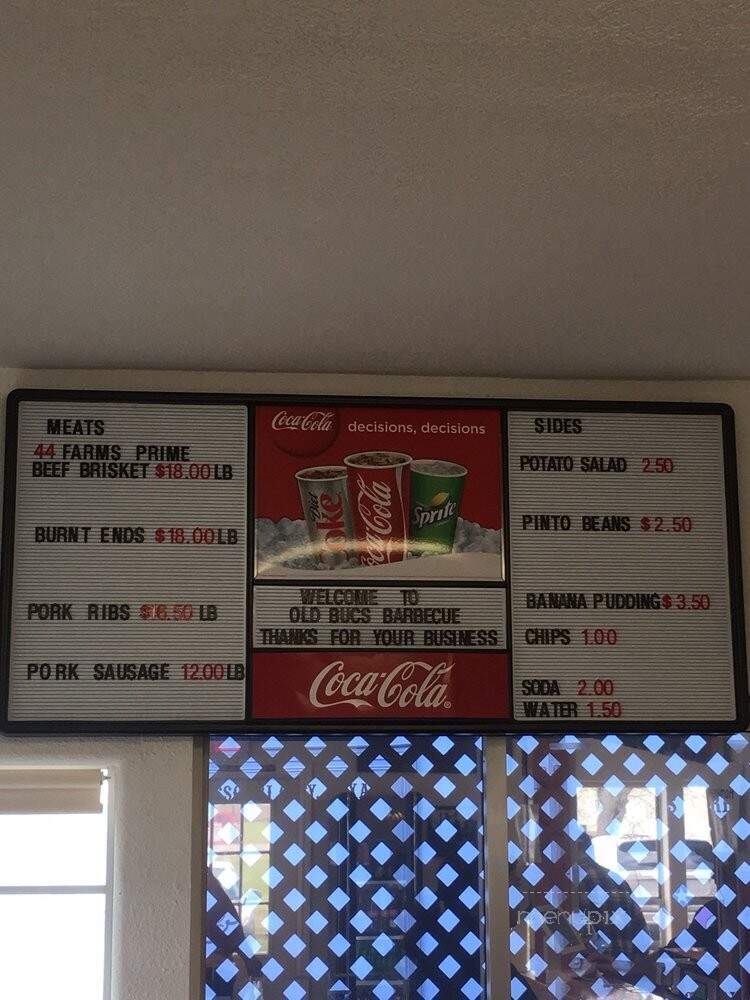 MEATS
44 FARMS PRIME
BEEF BRISKET $18.00 LB
BURNT ENDS $18.00 LB
PORK RIBS $16.50 LB
PORK SAUSAGE 12.00 LB
Coca-Cola decisions, decisions
Diet Coke
Coca-Cola
Sprite
WELCOME TO
OLD BUCS BARBECUE
THANKS FOR YOUR BUSINESS
Coca-Cola
SIDES
POTATO SALAD 2.50
PINTO BEANS $2.50
BANANA PUDDING $3.50
CHIPS 1.00
SODA 2.00
WATER 1.50
menupix